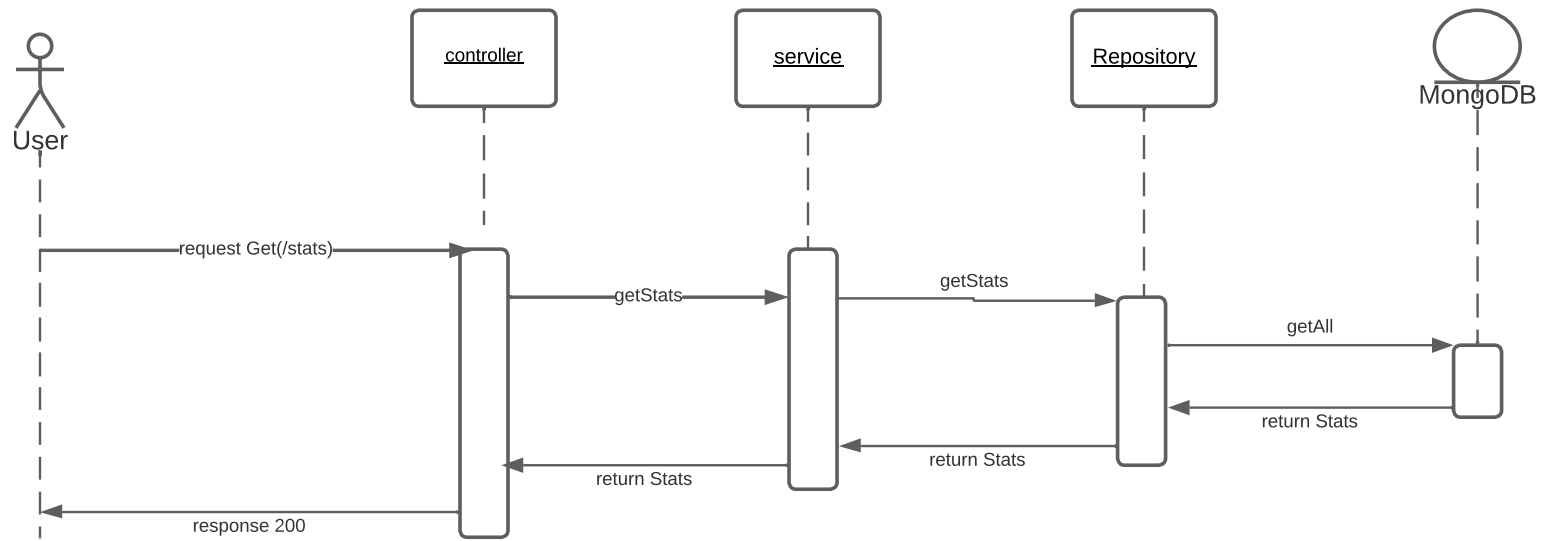 controller
service
Repository
MongoDB
User
request Get(/stats)
getStats
getStats
getAll
return Stats
return Stats
return Stats
response 200